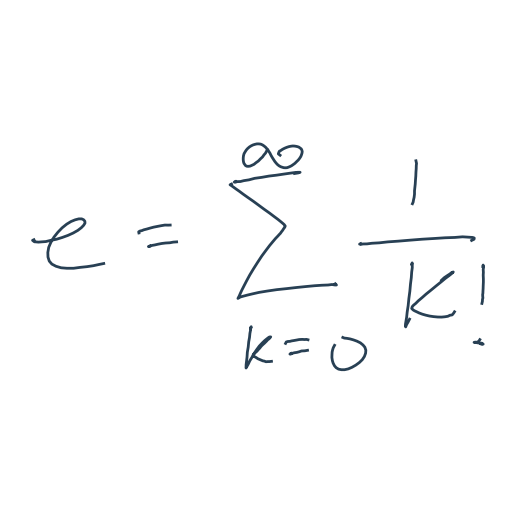 e = ∑_{k=0}^{∞} 1/k!